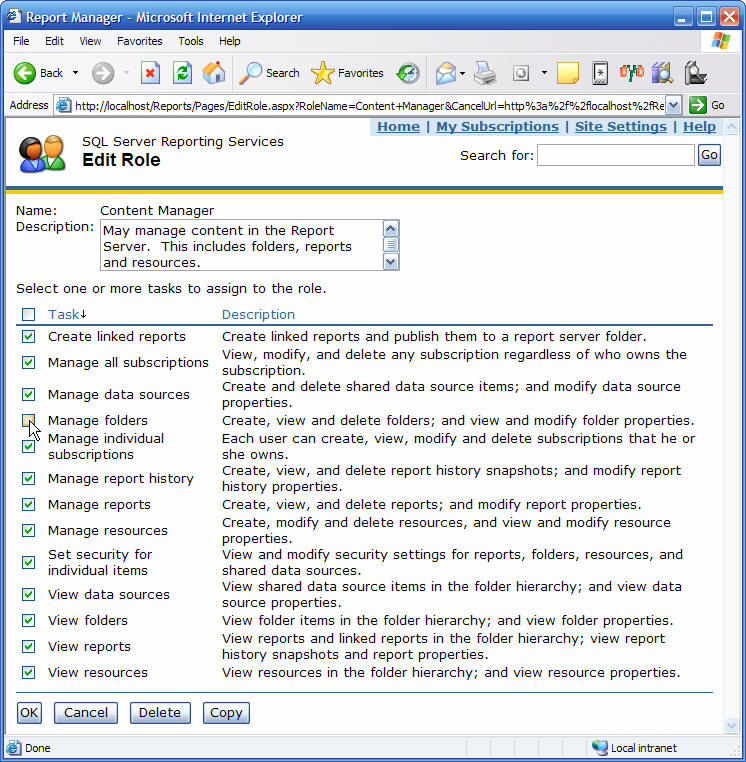 Report Manager - Microsoft Internet Explorer
File Edit View Favorites Tools Help
Back Search Favorites
Address http://localhost/Reports/Pages/EditRole.aspx?RoleName=Content+Manager&CancelUrl=http%3a%2f%2flocalhost%2fRe Go
Home | My Subscriptions | Site Settings | Help
SQL Server Reporting Services
Edit Role
Search for: Go
Name: Content Manager
Description: May manage content in the Report
Server. This includes folders, reports
and resources.
Select one or more tasks to assign to the role.
Task↓ Description
Create linked reports Create linked reports and publish them to a report server folder.
Manage all subscriptions View, modify, and delete any subscription regardless of who owns the
subscription.
Manage data sources Create and delete shared data source items; and modify data source
properties.
Manage folders Create, view and delete folders; and view and modify folder properties.
Manage individual
subscriptions
Each user can create, view, modify and delete subscriptions that he or
she owns.
Manage report history Create, view, and delete report history snapshots; and modify report
history properties.
Manage reports Create, view, and delete reports; and modify report properties.
Manage resources Create, modify and delete resources, and view and modify resource
properties.
Set security for
individual items
View and modify security settings for reports, folders, resources, and
shared data sources.
View data sources View shared data source items in the folder hierarchy; and view data
source properties.
View folders View folder items in the folder hierarchy; and view folder properties.
View reports View reports and linked reports in the folder hierarchy; view report
history snapshots and report properties.
View resources View resources in the folder hierarchy; and view resource properties.
OK Cancel Delete Copy
Done Local intranet